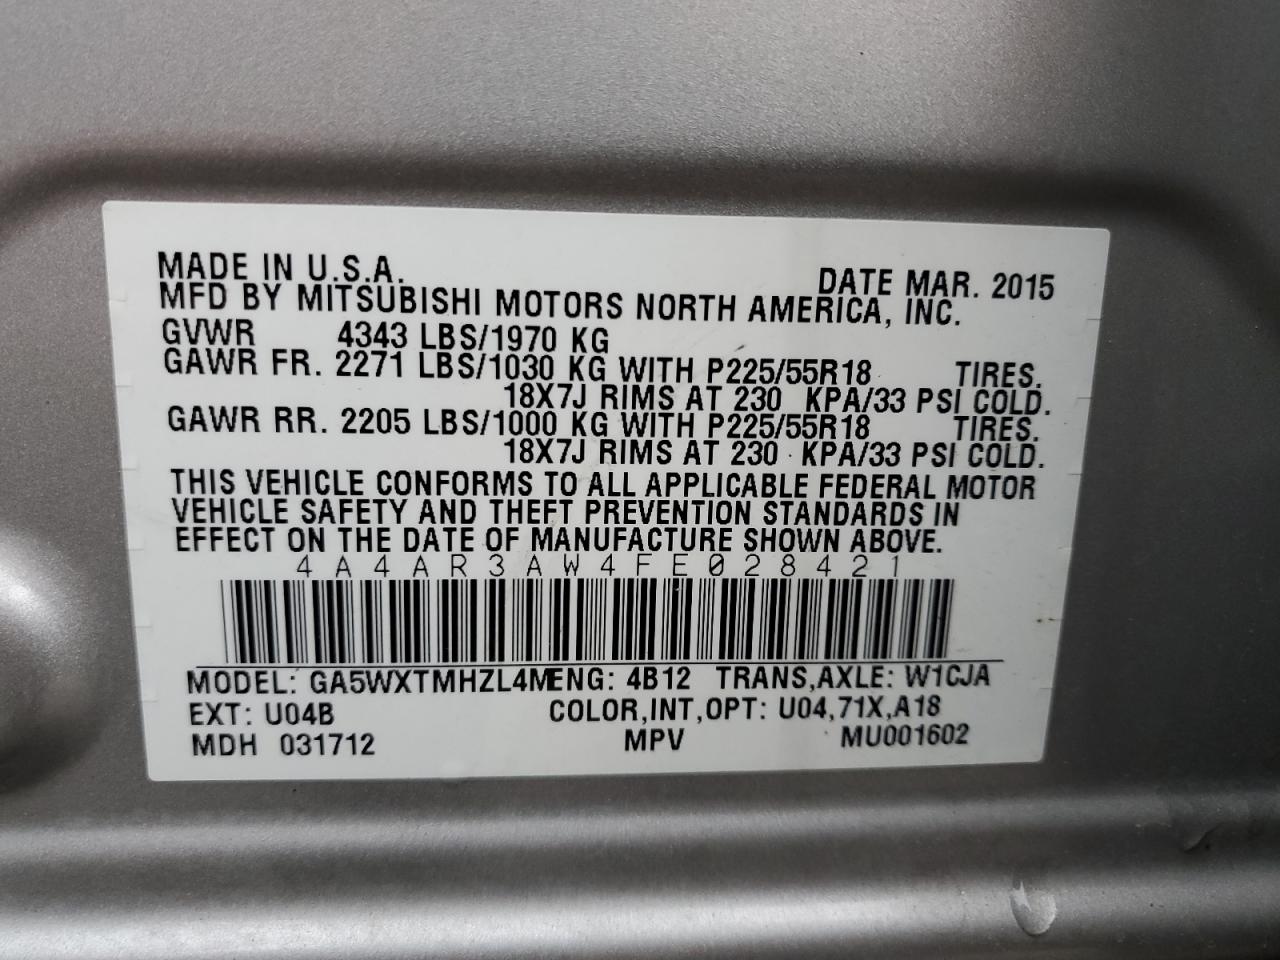 MADE IN U.S.A. DATE MAR. 2015
MFD BY MITSUBISHI MOTORS NORTH AMERICA, INC.
GVWR 4343 LBS/1970 KG
GAWR FR. 2271 LBS/1030 KG WITH P225/55R18 TIRES.
18X7J RIMS AT 230 KPA/33 PSI COLD.
GAWR RR. 2205 LBS/1000 KG WITH P225/55R18 TIRES.
18X7J RIMS AT 230 KPA/33 PSI COLD.
THIS VEHICLE CONFORMS TO ALL APPLICABLE FEDERAL MOTOR
VEHICLE SAFETY AND THEFT PREVENTION STANDARDS IN
EFFECT ON THE DATE OF MANUFACTURE SHOWN ABOVE.
4A4AR3AW4FE028421
MODEL: GA5WXTMHZL4M ENG: 4B12 TRANS,AXLE: W1CJA
EXT: U04B COLOR,INT,OPT: U04,71X,A18
MDH 031712 MPV MU001602